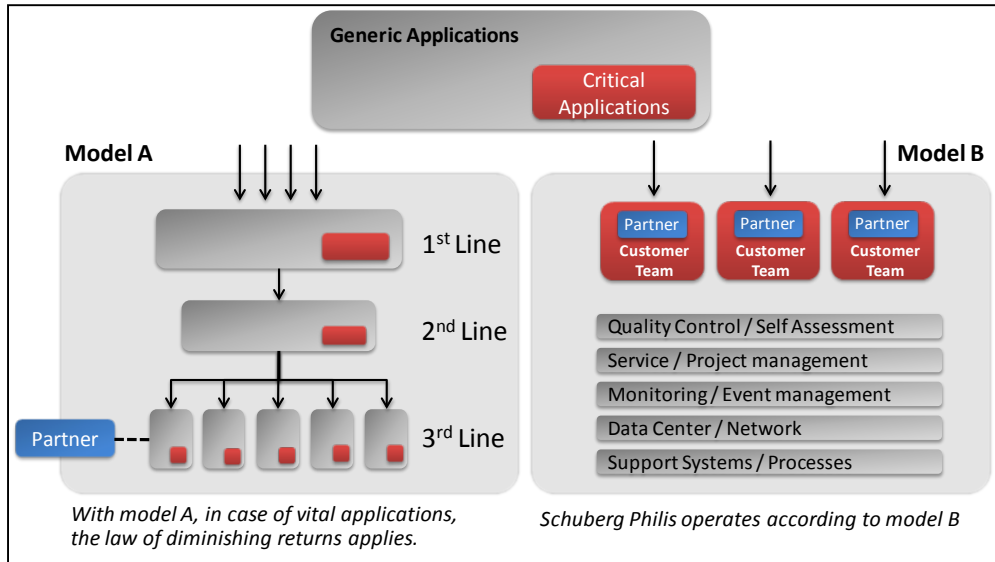 Generic Applications
Critical
Applications
Model A
Model B
1st Line
2nd Line
3rd Line
Partner
Partner
Customer
Team
Partner
Customer
Team
Partner
Customer
Team
Quality Control / Self Assessment
Service / Project management
Monitoring / Event management
Data Center / Network
Support Systems / Processes
With model A, in case of vital applications,
the law of diminishing returns applies.
Schuberg Philis operates according to model B